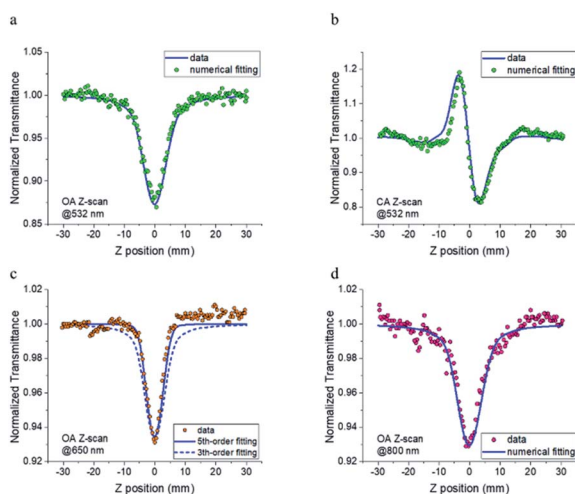 a
1.05
1.00
0.95
0.90
0.85
Normalized Transmittance
data
numerical fitting
OA Z-scan
@532 nm
-30 -20 -10 0 10 20 30
Z position (mm)
b
1.2
1.1
1.0
0.9
0.8
Normalized Transmittance
data
numerical fitting
CA Z-scan
@532 nm
-30 -20 -10 0 10 20 30
Z position (mm)
c
1.02
1.00
0.98
0.96
0.94
0.92
Normalized Transmittance
OA Z-scan
@650 nm
data
5th-order fitting
3th-order fitting
-30 -20 -10 0 10 20 30
Z position (mm)
d
1.02
1.00
0.98
0.96
0.94
0.92
Normalized Transmittance
OA Z-scan
@800 nm
data
numerical fitting
-30 -20 -10 0 10 20 30
Z position (mm)